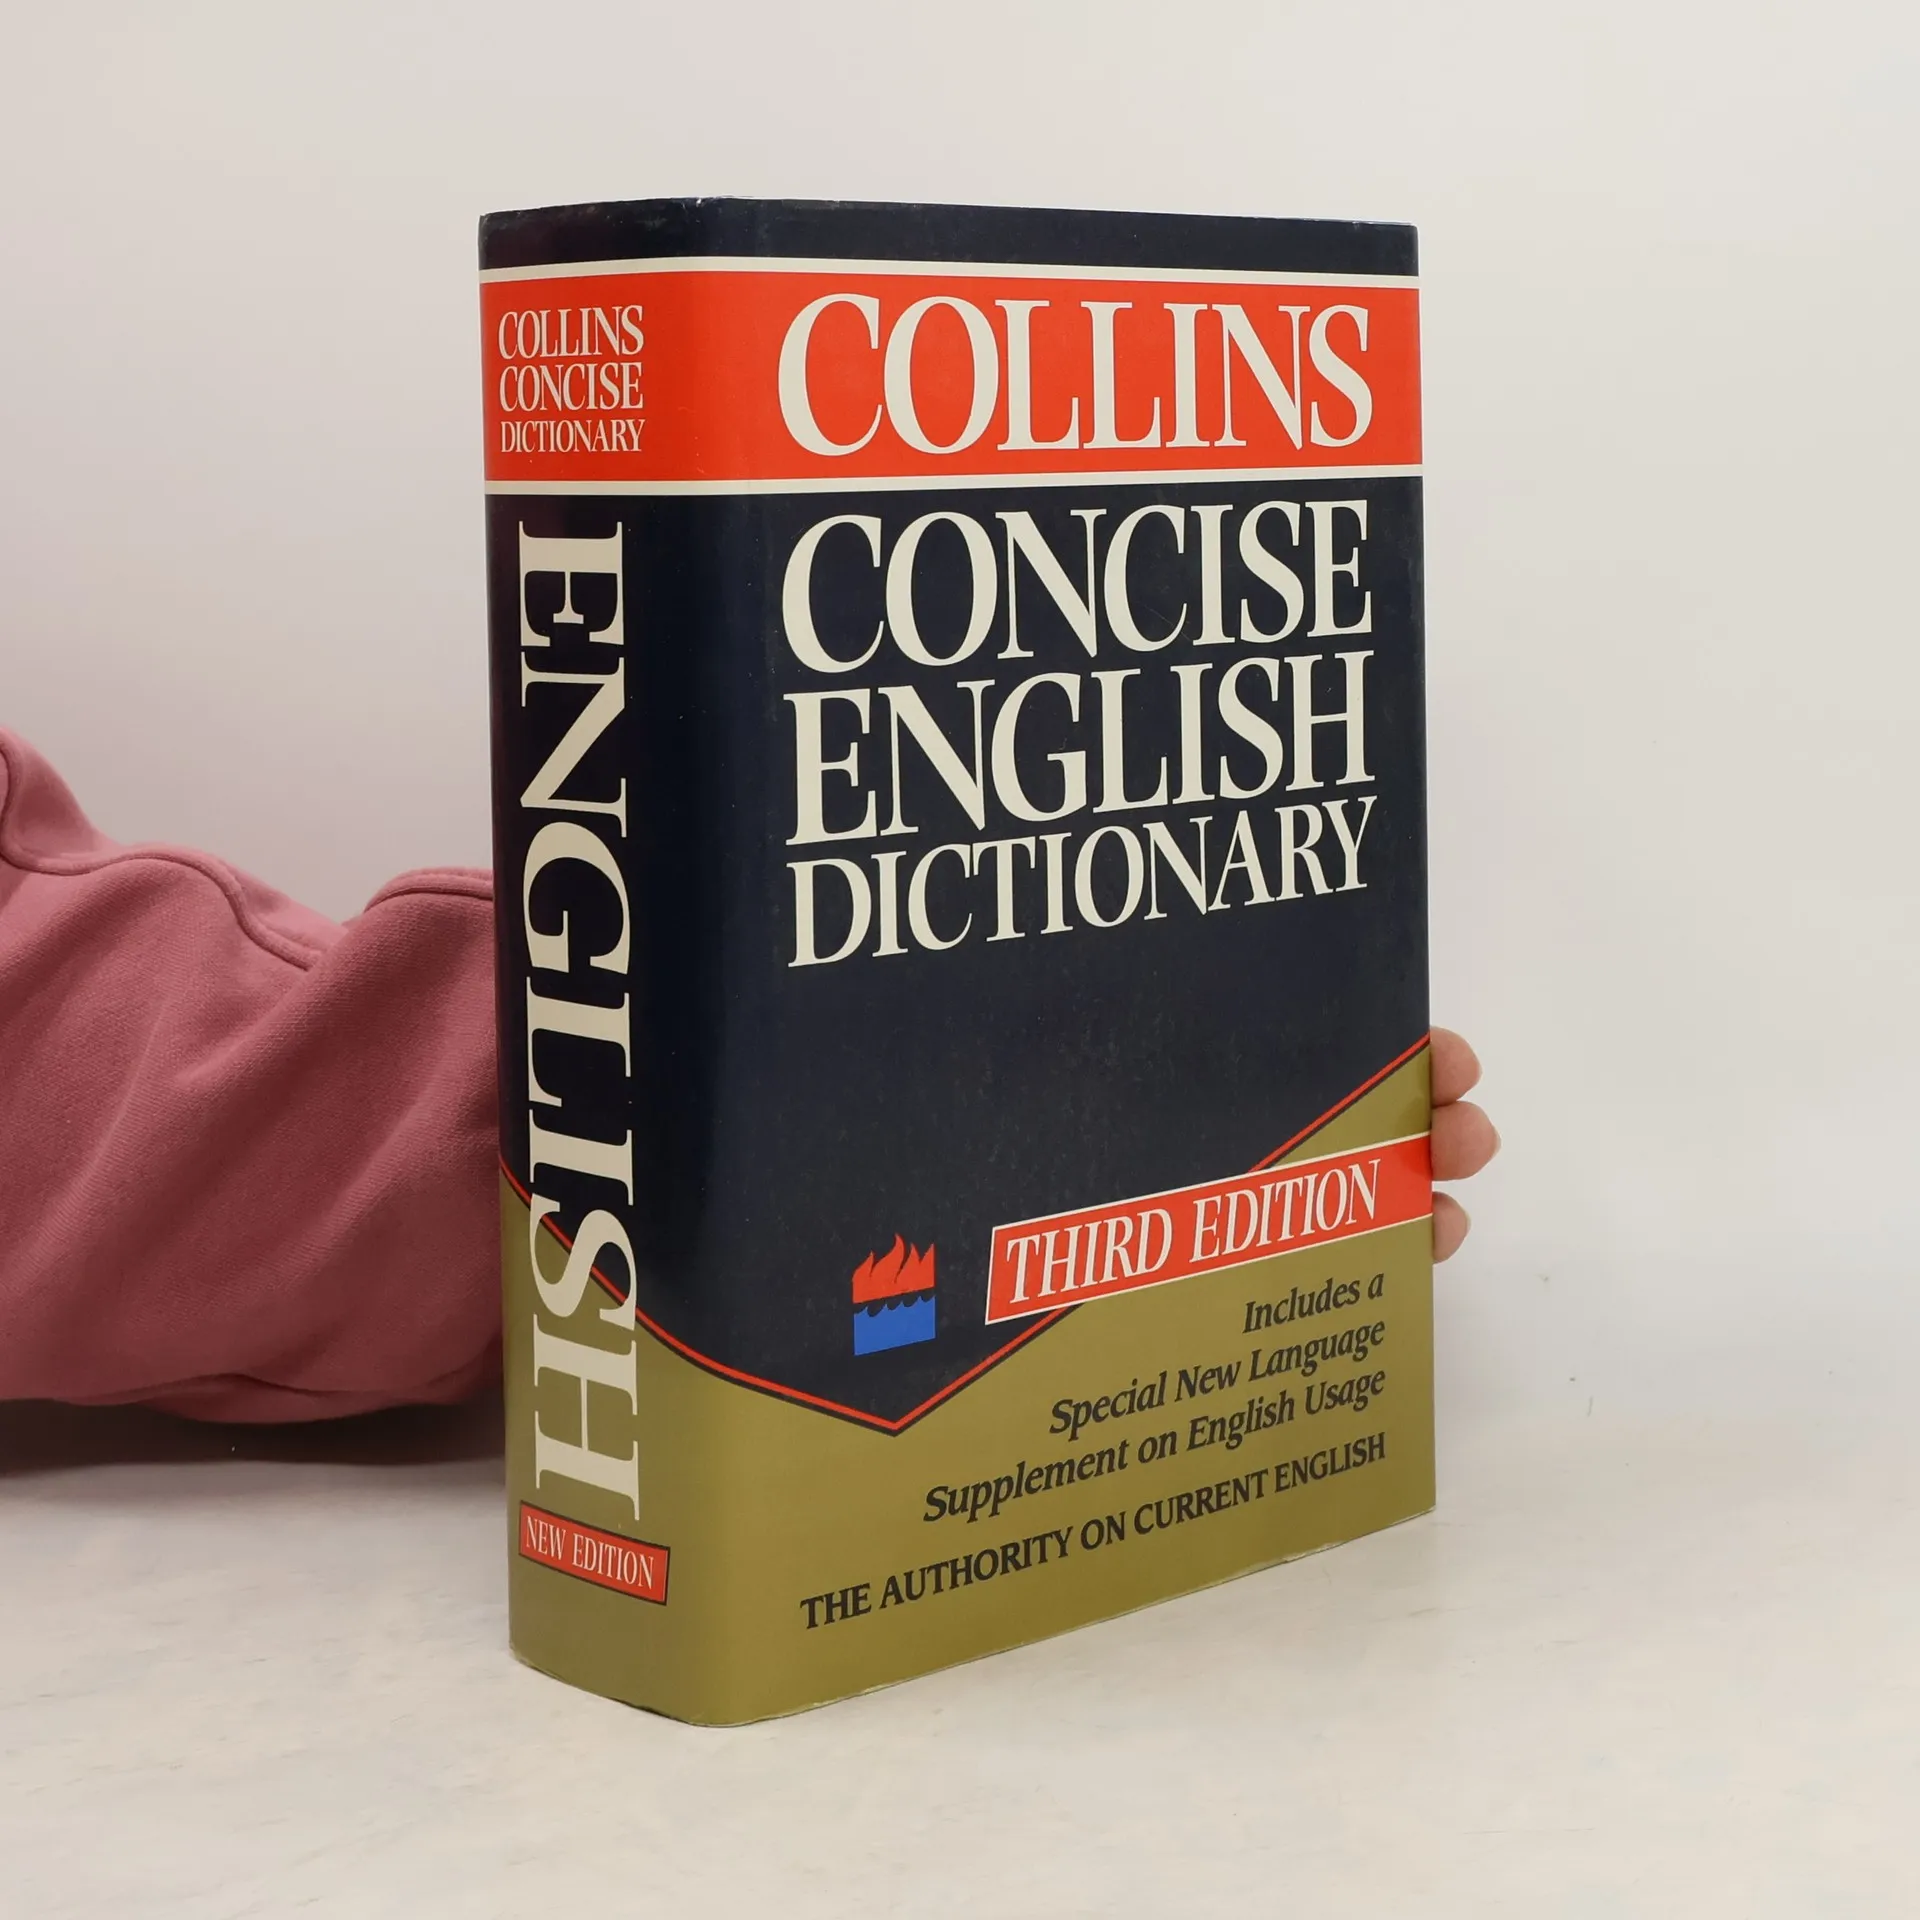 COLLINS
CONCISE
DICTIONARY
ENGLISH
NEW EDITION
COLLINS
CONCISE
ENGLISH
DICTIONARY
THIRD EDITION
Includes a
Special New Language
Supplement on English Usage
THE AUTHORITY ON CURRENT ENGLISH